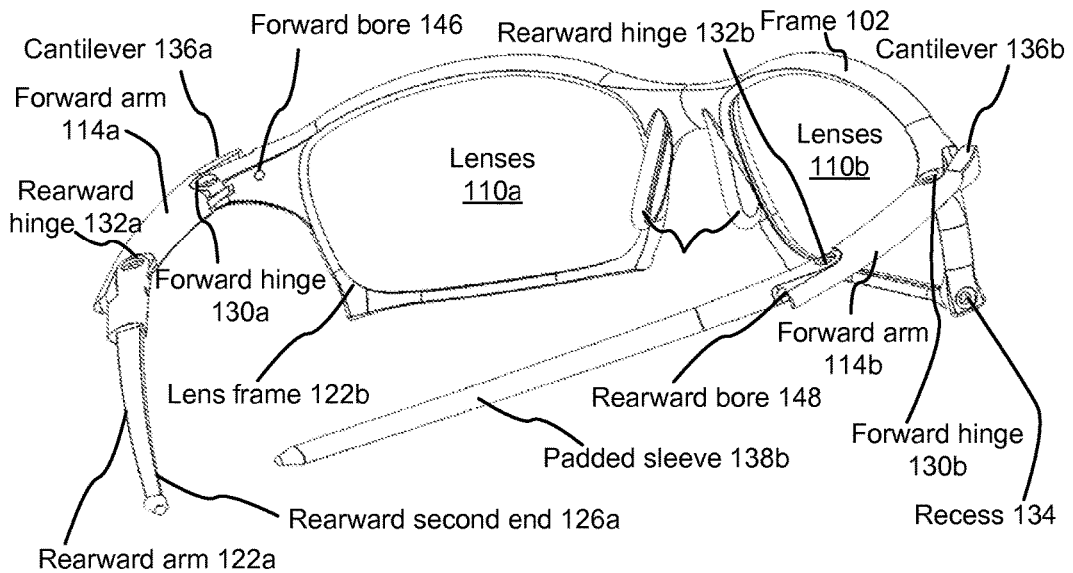 Forward bore 146
Rearward hinge 132b
Frame 102
Cantilever 136a
Cantilever 136b
Forward arm
114a
Lenses
110a
Lenses
110b
Rearward
hinge 132a
Forward hinge
130a
Forward arm
114b
Lens frame 122b
Rearward bore 148
Forward hinge
130b
Padded sleeve 138b
Recess 134
Rearward second end 126a
Rearward arm 122a